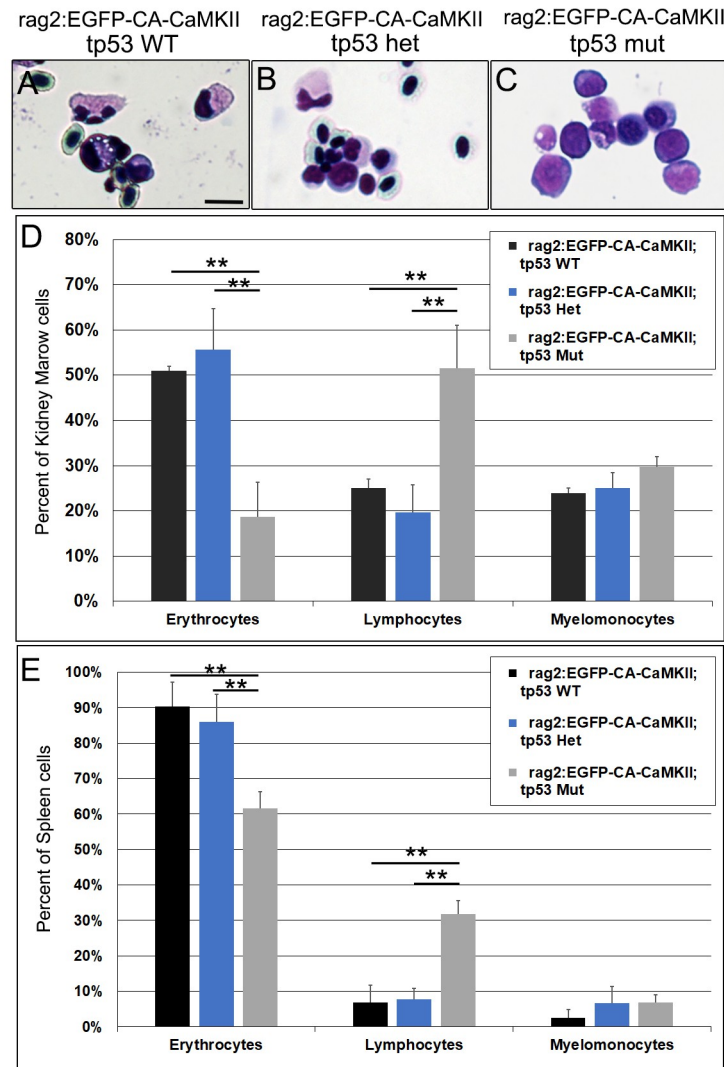 rag2:EGFP-CA-CaMKII rag2:EGFP-CA-CaMKII rag2:EGFP-CA-CaMKII
tp53 WT tp53 het tp53 mut
A B C
D
80%
70%
60%
50%
40%
30%
20%
10%
0%
Percent of Kidney Marow cells
** ** ** **
rag2:EGFP-CA-CaMKII;
tp53 WT
rag2:EGFP-CA-CaMKII;
tp53 Het
rag2:EGFP-CA-CaMKII;
tp53 Mut
Erythrocytes Lymphocytes Myelomonocytes
E
100%
90%
80%
70%
60%
50%
40%
30%
20%
10%
0%
Percent of Spleen cells
** ** ** **
rag2:EGFP-CA-CaMKII;
tp53 WT
rag2:EGFP-CA-CaMKII;
tp53 Het
rag2:EGFP-CA-CaMKII;
tp53 Mut
Erythrocytes Lymphocytes Myelomonocytes